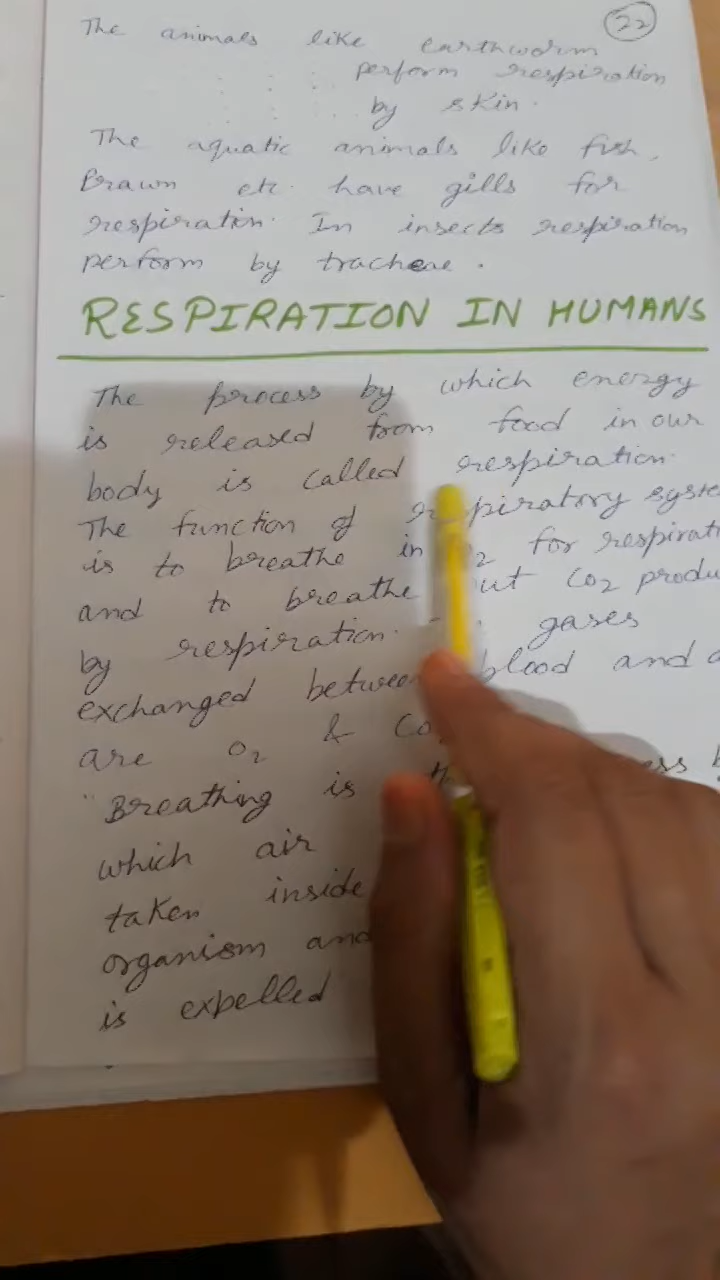 22
The animals like earthworm
perform respiration
by skin.
The aquatic animals like fish,
Prawn etc. have gills for
respiration. In insects respiration
perform by tracheae.
RESPIRATION IN HUMANS
The process by which energy
is released from food in our
body is called respiration.
The function of respiratory syste
is to breathe in O2 for respirati
and to breathe out CO2 produ
by respiration. gases
exchanged between blood and a
are O2 & CO2
"Breathing is the
which air
taken inside
organism and
is expelled